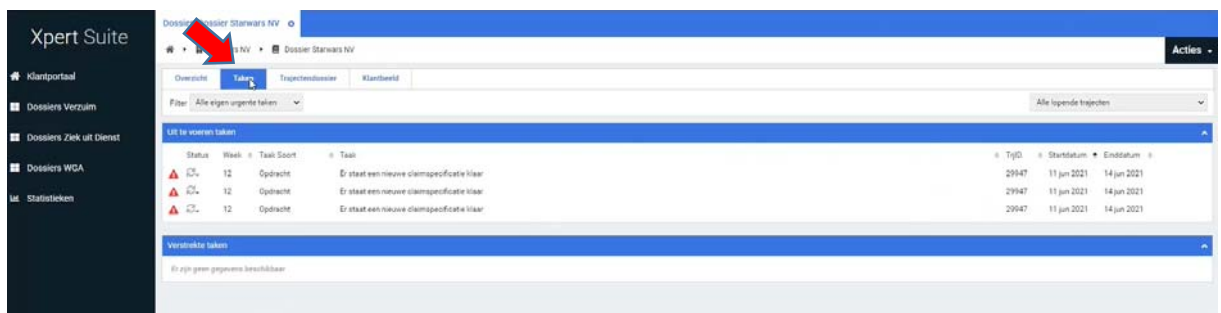 Xpert Suite
Klantportaal
Dossiers Verzuim
Dossiers Ziek uit Dienst
Dossiers WGA
Statistieken
Dossier Starwars NV
Dossier Starwars NV
Acties
Overzicht Taken Trajectendossier Klantbeeld
Filter Alle eigen urgente taken Alle lopende trajecten
Uit te voeren taken
Status Week Taak Soort Taak TrjID Startdatum Einddatum
12 Opdracht Er staat een nieuwe claimspecificatie klaar 29947 11 jun 2021 14 jun 2021
12 Opdracht Er staat een nieuwe claimspecificatie klaar 29947 11 jun 2021 14 jun 2021
12 Opdracht Er staat een nieuwe claimspecificatie klaar 29947 11 jun 2021 14 jun 2021
Verstrekte taken
Er zijn geen gegevens beschikbaar